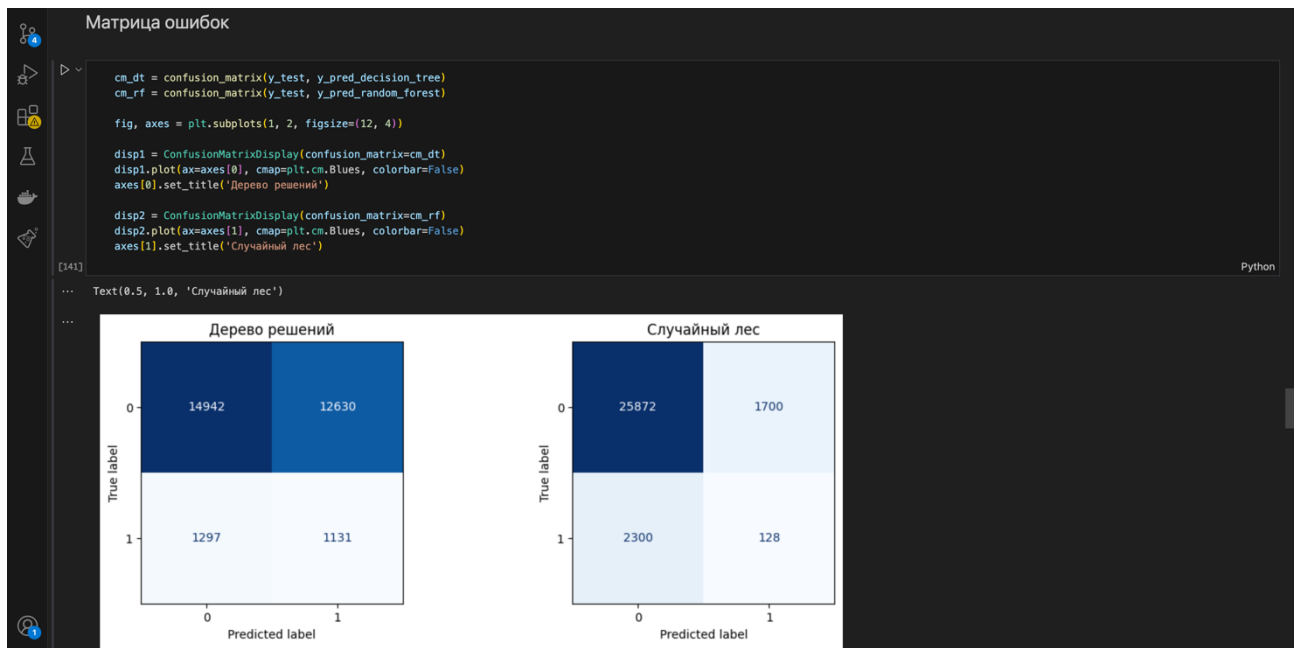 Матрица ошибок
4
cm_dt = confusion_matrix(y_test, y_pred_decision_tree)
cm_rf = confusion_matrix(y_test, y_pred_random_forest)
fig, axes = plt.subplots(1, 2, figsize=(12, 4))
disp1 = ConfusionMatrixDisplay(confusion_matrix=cm_dt)
disp1.plot(ax=axes[0], cmap=plt.cm.Blues, colorbar=False)
axes[0].set_title('Дерево решений')
disp2 = ConfusionMatrixDisplay(confusion_matrix=cm_rf)
disp2.plot(ax=axes[1], cmap=plt.cm.Blues, colorbar=False)
axes[1].set_title('Случайный лес')
[141]
Python
... Text(0.5, 1.0, 'Случайный лес')
...
Дерево решений
0
14942 12630
True label
1
1297 1131
0 1
Predicted label
Случайный лес
0
25872 1700
True label
1
2300 128
0 1
Predicted label
1